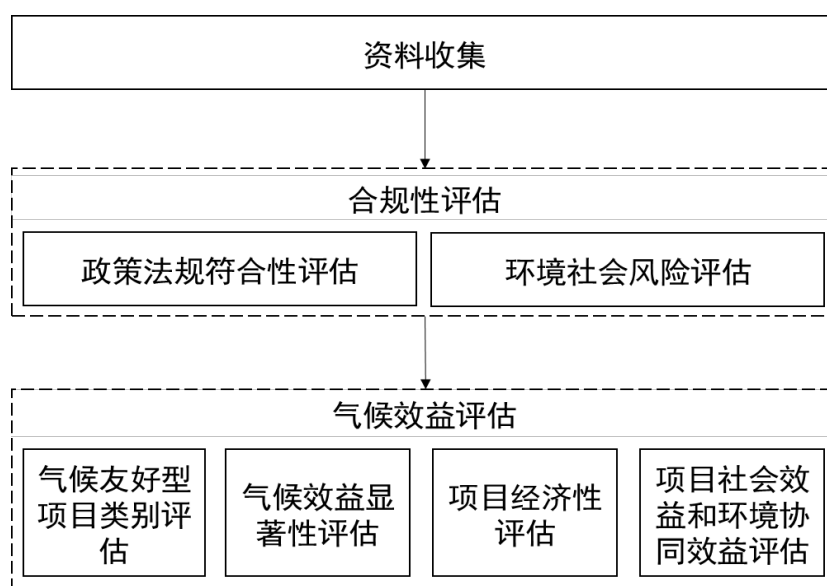 资料收集
合规性评估
政策法规符合性评估
环境社会风险评估
气候效益评估
气候友好型
项目类别评
估
气候效益显
著性评估
项目经济性
评估
项目社会效
益和环境协
同效益评估